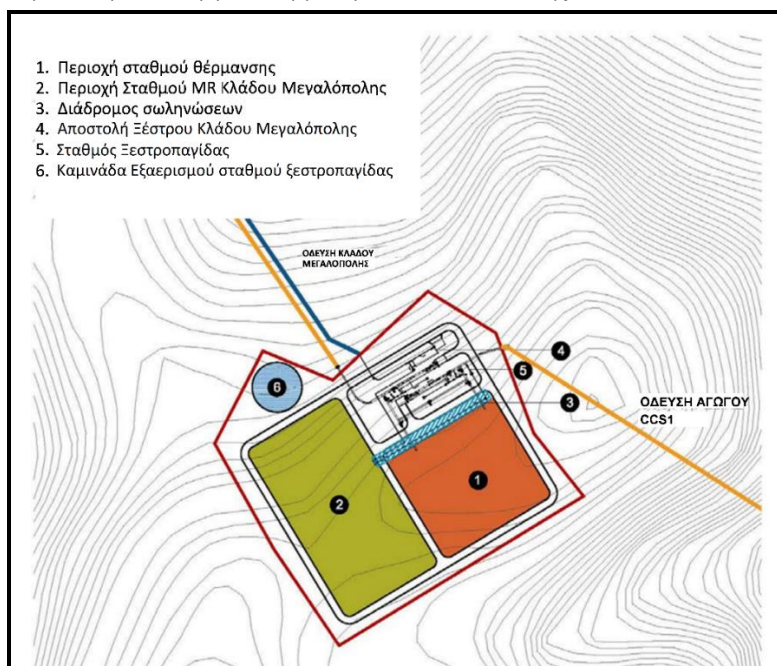 1. Περιοχή σταθμού θέρμανσης
2. Περιοχή Σταθμού MR Κλάδου Μεγαλόπολης
3. Διάδρομος σωληνώσεων
4. Αποστολή Ξέστρου Κλάδου Μεγαλόπολης
5. Σταθμός Ξεστροπαγίδας
6. Καμινάδα Εξαερισμού σταθμού ξεστροπαγίδας
ΟΔΕΥΣΗ ΚΛΑΔΟΥ
ΜΕΓΑΛΟΠΟΛΗΣ
4
5
6
3
ΟΔΕΥΣΗ ΑΓΩΓΟΥ
CCS1
1
2